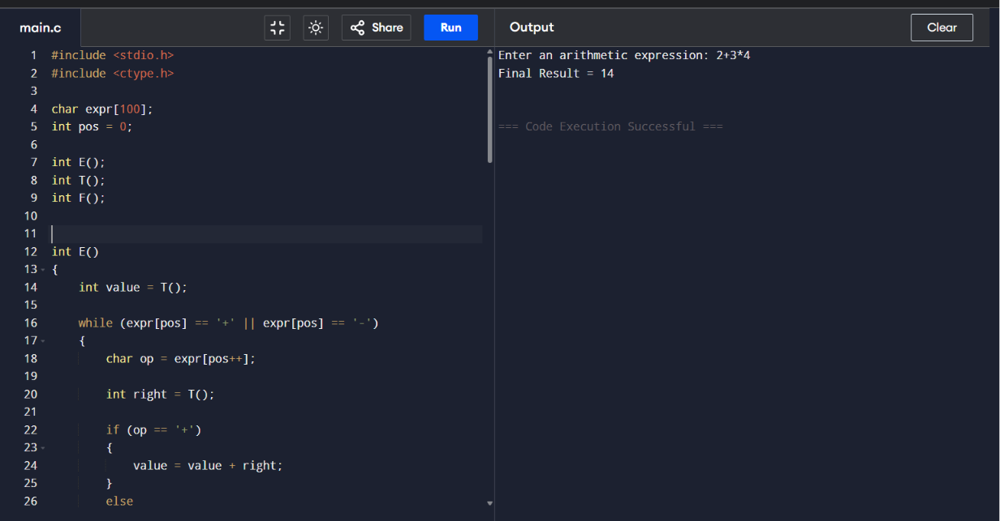 main.c
Share
Run
Output
Clear
1 #include <stdio.h>
2 #include <ctype.h>
3
4 char expr[100];
5 int pos = 0;
6
7 int E();
8 int T();
9 int F();
10
11
12 int E()
13 {
14     int value = T();
15
16     while (expr[pos] == '+' || expr[pos] == '-')
17     {
18         char op = expr[pos++];
19
20         int right = T();
21
22         if (op == '+')
23         {
24             value = value + right;
25         }
26         else
Enter an arithmetic expression: 2+3*4
Final Result = 14
=== Code Execution Successful ===